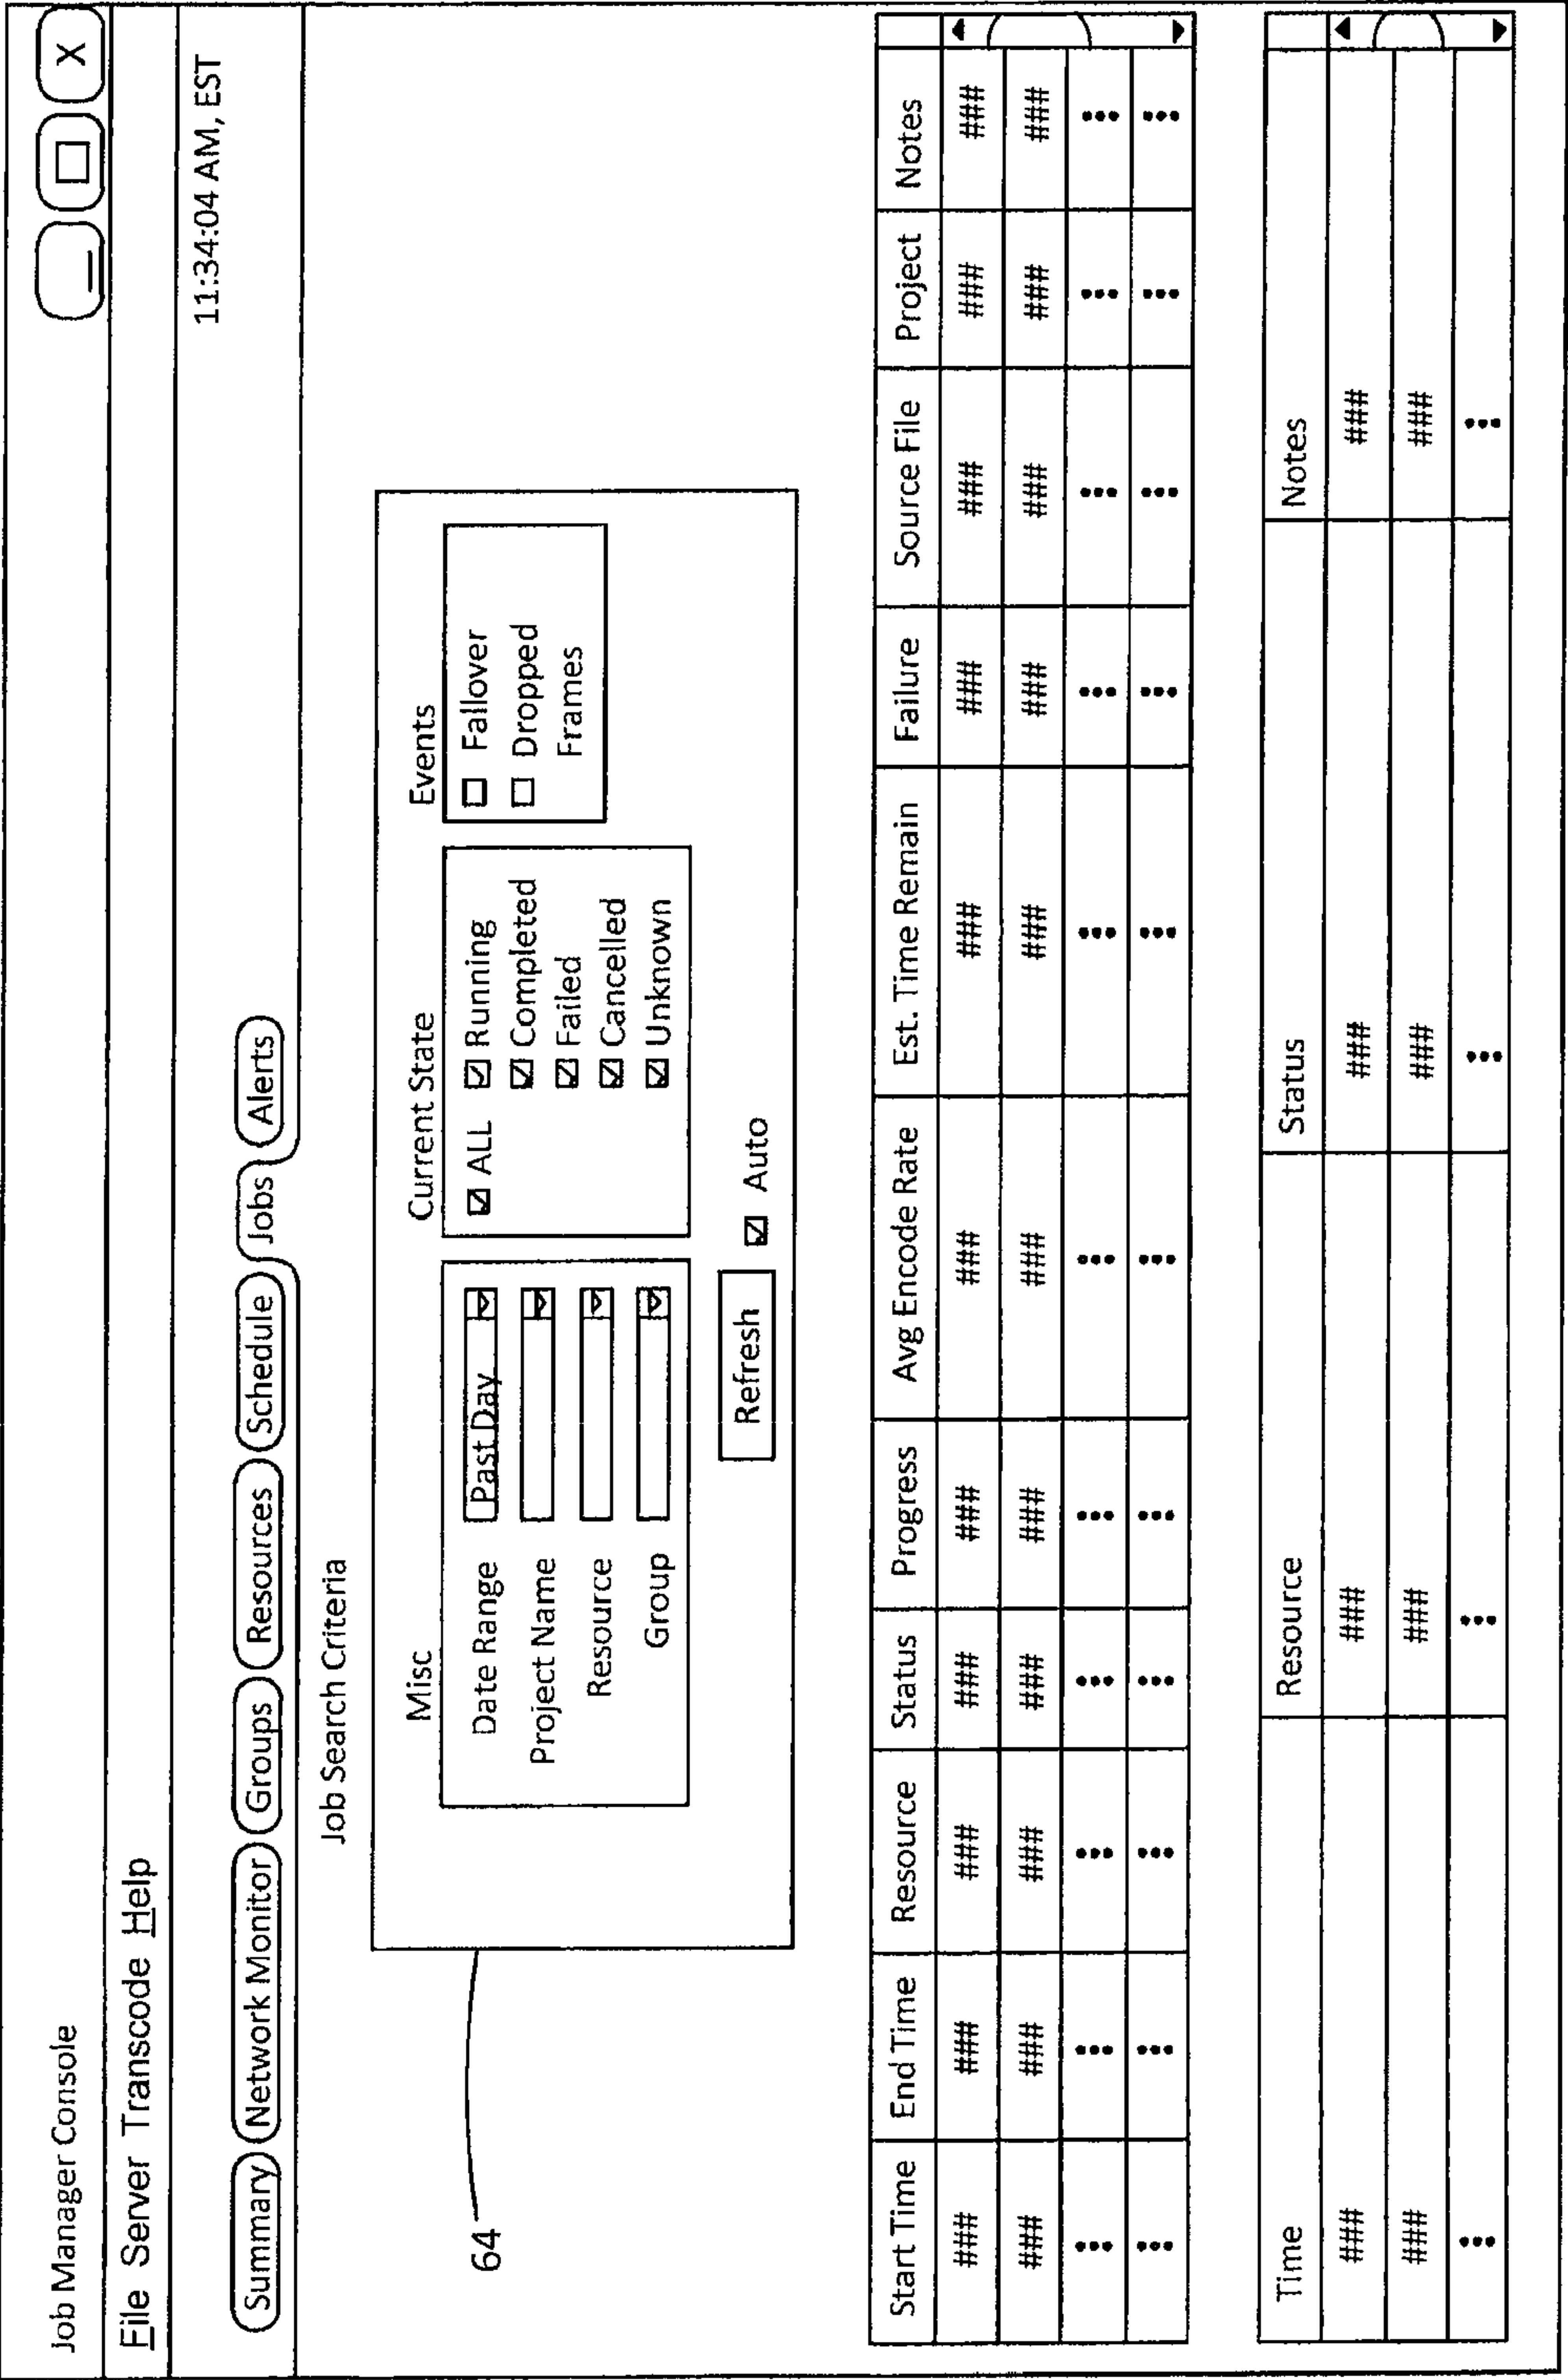 Job Manager Console _ □ X
File Server Transcode Help
11:34:04 AM, EST
Summary Network Monitor Groups Resources Schedule Jobs Alerts
Job Search Criteria
64
Misc
Date Range Past Day
Project Name
Resource
Group
Current State
ALL Running
Completed
Failed
Cancelled
Unknown
Events
Fallover
Dropped
Frames
Refresh Auto
Start Time End Time Resource Status Progress Avg Encode Rate Est. Time Remain Failure Source File Project Notes
### ### ### ### ### ### ### ### ### ### ###
### ### ### ### ### ### ### ### ### ### ###
••• ••• ••• ••• ••• ••• ••• ••• ••• ••• •••
••• ••• ••• ••• ••• ••• ••• ••• ••• ••• •••
Time Resource Status Notes
### ### ### ###
### ### ### ###
••• ••• ••• •••